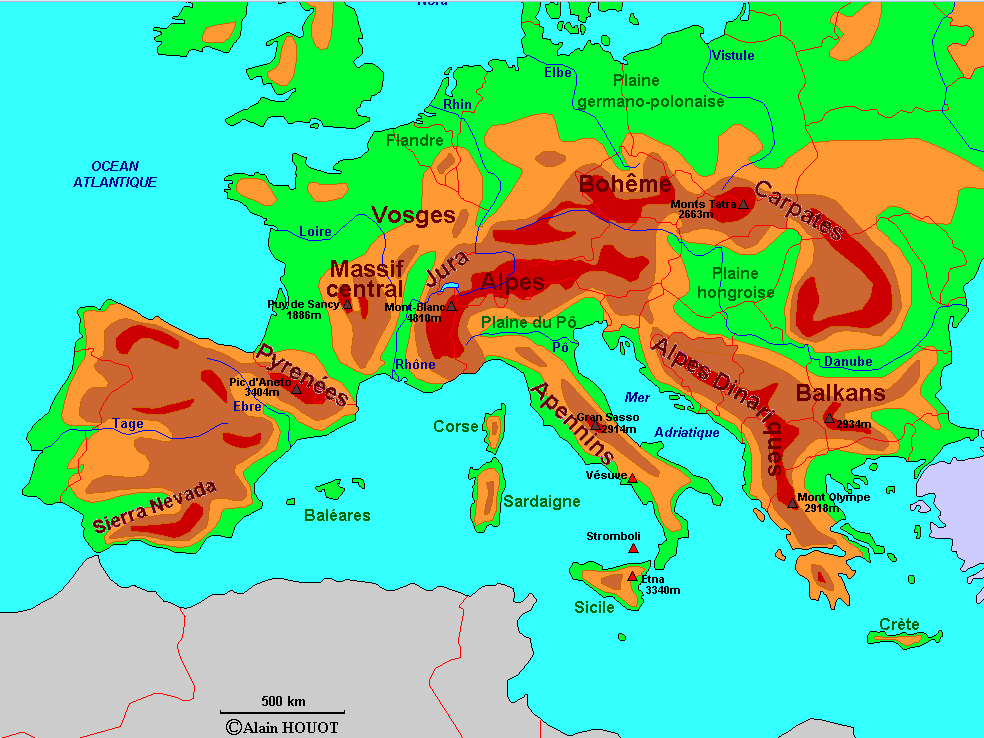 Nord
Vistule
Elbe
Plaine
germano-polonaise
Rhin
Flandre
OCEAN
ATLANTIQUE
Bohême
Monts Tatra
2663m
Carpates
Vosges
Loire
Jura
Massif
central
Alpes
Plaine
hongroise
Puy de Sancy
1886m
Mont-Blanc
4810m
Plaine du Pô
Pô
Rhône
Danube
Pyrenées
Pic d'Aneto
3404m
Ebre
Tage
Alpes Dinariques
Balkans
2934m
Apennins
Mer
Adriatique
Gran Sasso
2914m
Corse
Vésuve
Sierra Nevada
Baléares
Sardaigne
Mont Olympe
2918m
Stromboli
Etna
3340m
Sicile
Crète
500 km
©Alain HOUOT